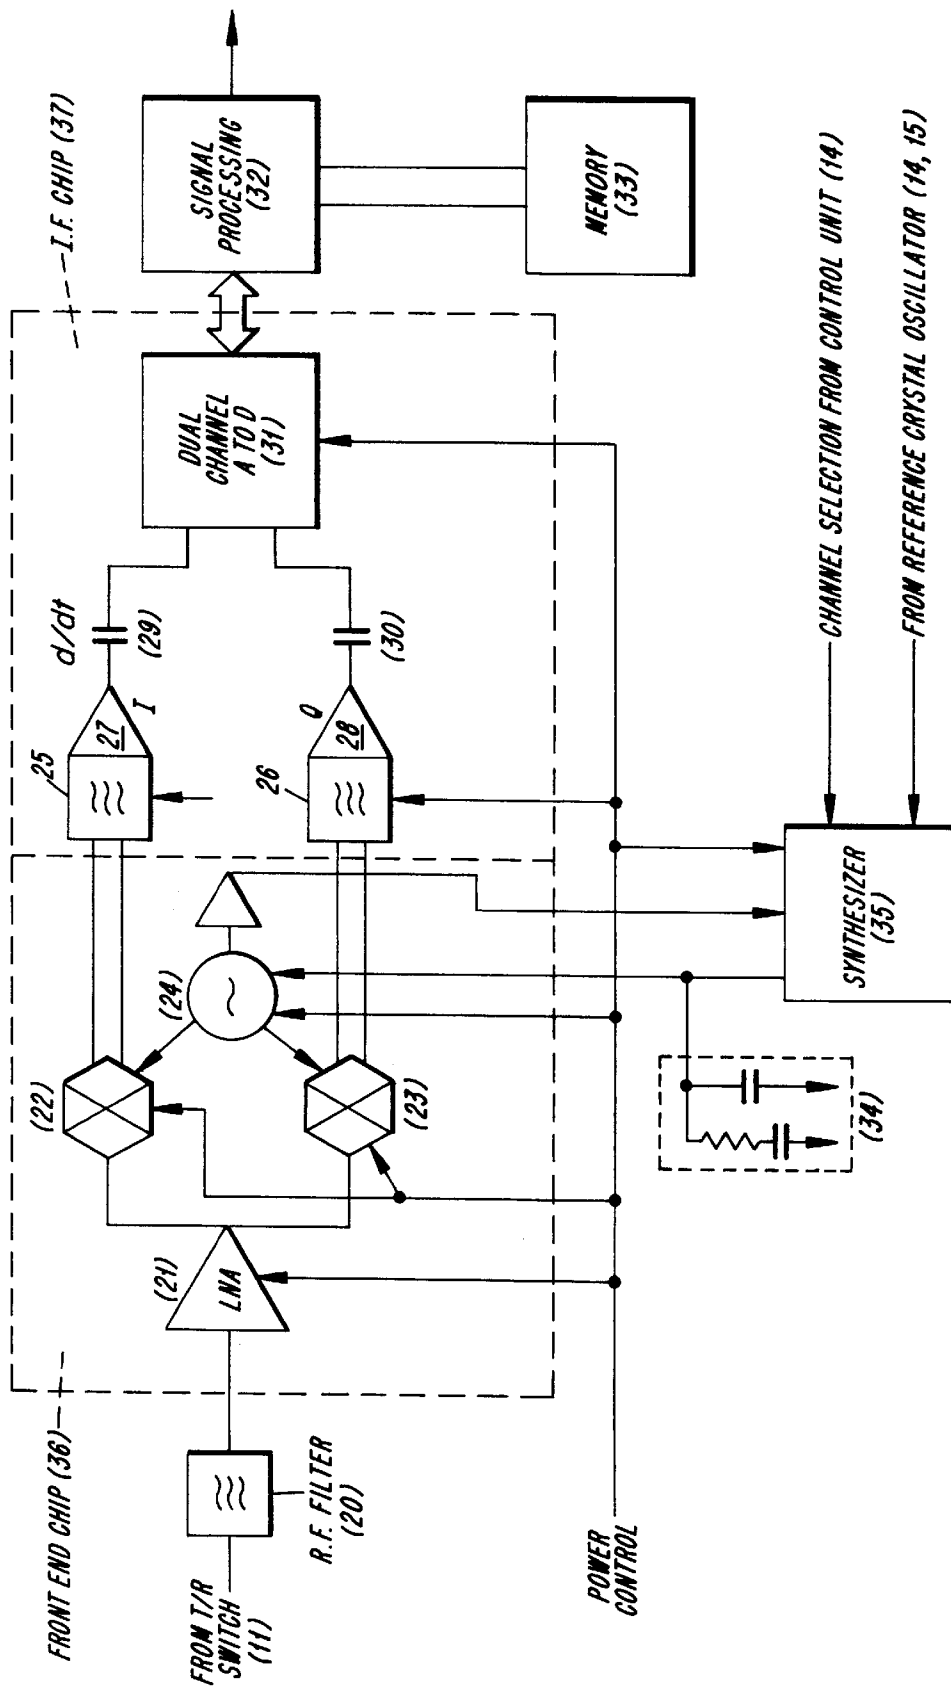 FRONT END CHIP (36)
I.F. CHIP (37)
FROM T/R
SWITCH
(11)
R.F. FILTER
(20)
(21)
LNA
(22)
(23)
(24)
25
27
I
26
28
Q
d/dt
(29)
(30)
DUAL
CHANNEL
A TO D
(31)
SIGNAL
PROCESSING
(32)
MEMORY
(33)
POWER
CONTROL
(34)
SYNTHESIZER
(35)
CHANNEL SELECTION FROM CONTROL UNIT (14)
FROM REFERENCE CRYSTAL OSCILLATOR (14, 15)